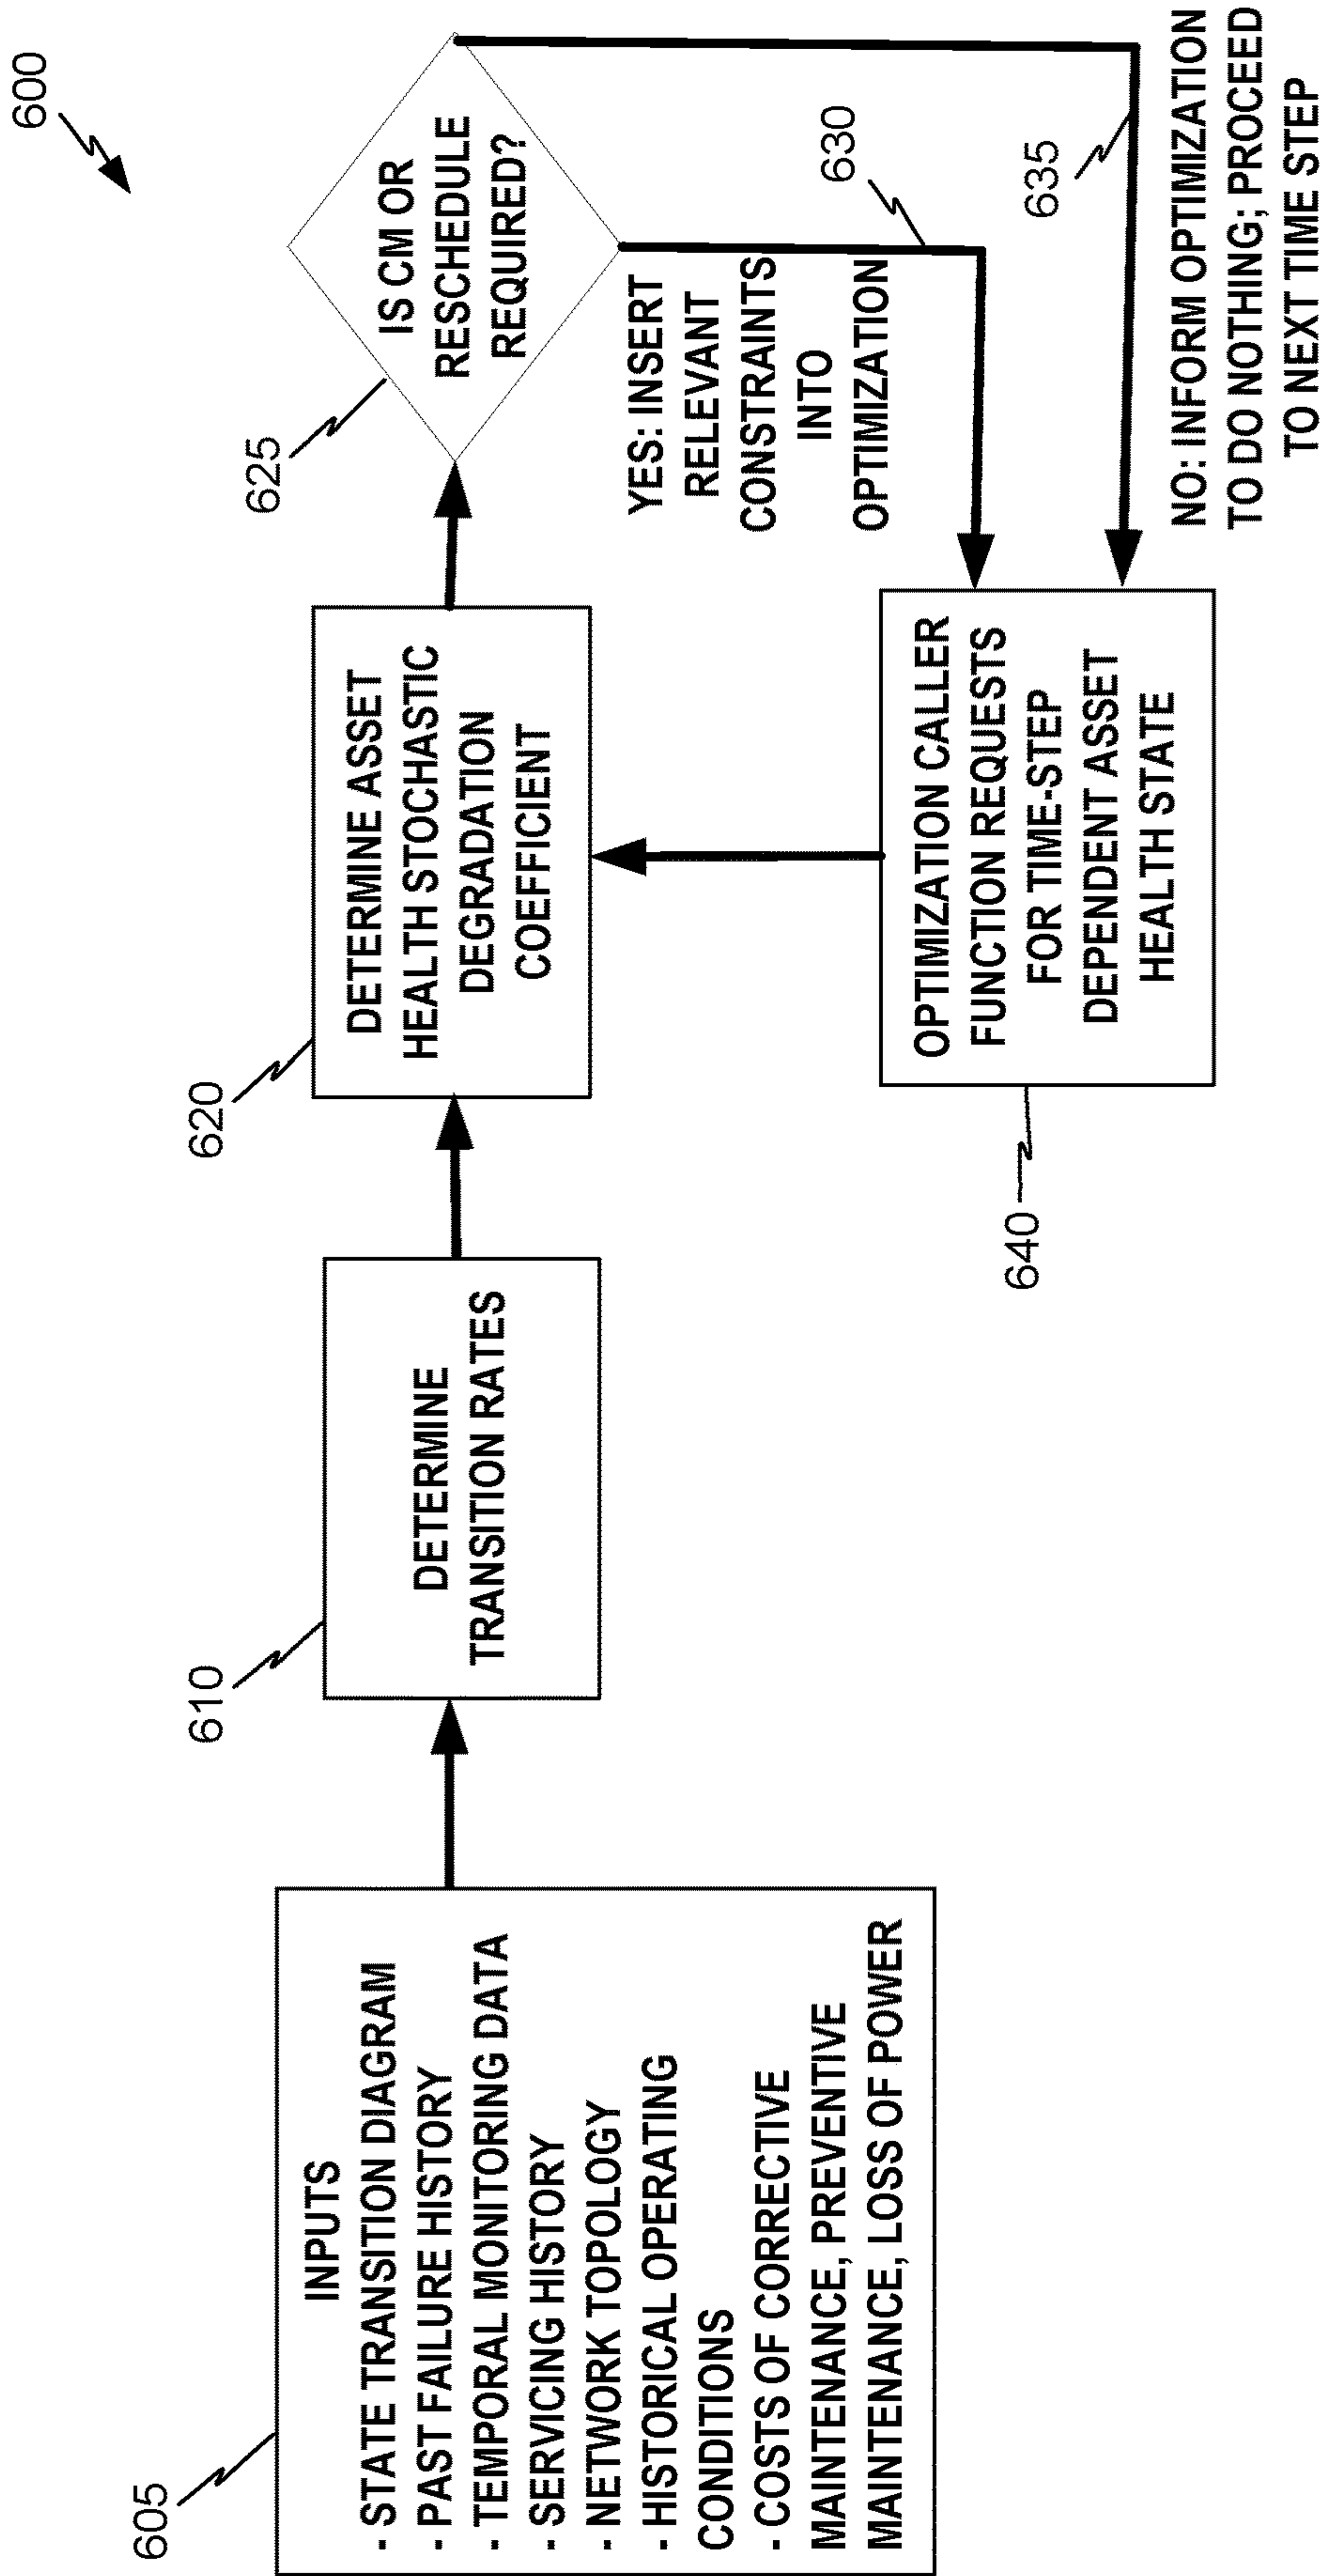 600
605
INPUTS
- STATE TRANSITION DIAGRAM
- PAST FAILURE HISTORY
- TEMPORAL MONITORING DATA
- SERVICING HISTORY
- NETWORK TOPOLOGY
- HISTORICAL OPERATING
CONDITIONS
- COSTS OF CORRECTIVE
MAINTENANCE, PREVENTIVE
MAINTENANCE, LOSS OF POWER
610
DETERMINE
TRANSITION RATES
620
DETERMINE ASSET
HEALTH STOCHASTIC
DEGRADATION
COEFFICIENT
625
IS CM OR
RESCHEDULE
REQUIRED?
YES: INSERT
RELEVANT
CONSTRAINTS
INTO
OPTIMIZATION
630
635
NO: INFORM OPTIMIZATION
TO DO NOTHING; PROCEED
TO NEXT TIME STEP
640
OPTIMIZATION CALLER
FUNCTION REQUESTS
FOR TIME-STEP
DEPENDENT ASSET
HEALTH STATE